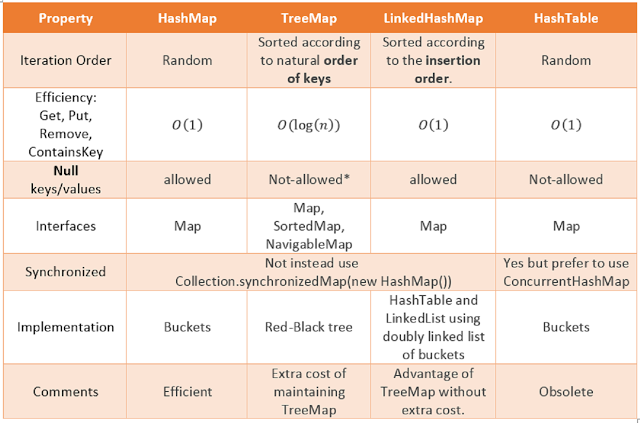 Property HashMap TreeMap LinkedHashMap HashTable
Iteration Order Random Sorted according to natural order of keys Sorted according to the insertion order. Random
Efficiency: Get, Put, Remove, ContainsKey O(1) O(log(n)) O(1) O(1)
Null keys/values allowed Not-allowed* allowed Not-allowed
Interfaces Map Map, SortedMap, NavigableMap Map Map
Synchronized Not instead use Collection.synchronizedMap(new HashMap()) Yes but prefer to use ConcurrentHashMap
Implementation Buckets Red-Black tree HashTable and LinkedList using doubly linked list of buckets Buckets
Comments Efficient Extra cost of maintaining TreeMap Advantage of TreeMap without extra cost. Obsolete